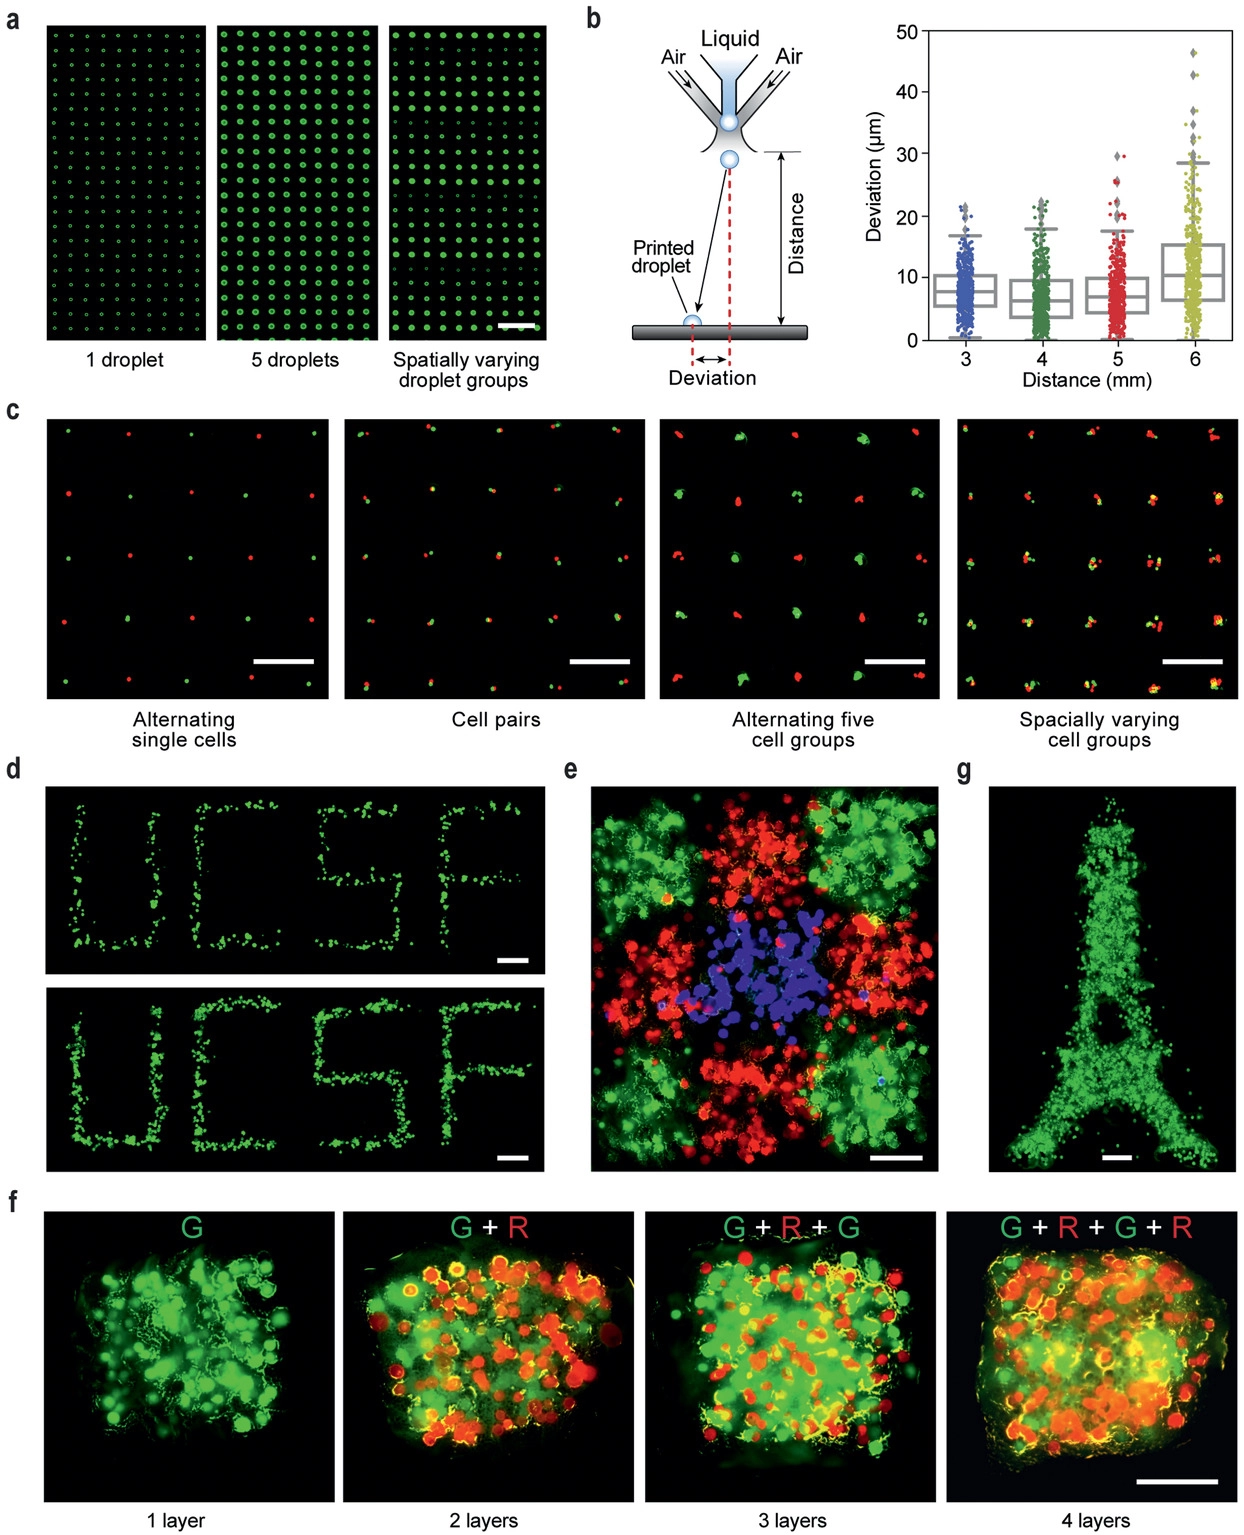 a
1 droplet
5 droplets
Spatially varying
droplet groups
b
Liquid
Air
Air
Printed
droplet
Distance
Deviation
Deviation (μm)
50
40
30
20
10
0
3
4
5
6
Distance (mm)
c
Alternating
single cells
Cell pairs
Alternating five
cell groups
Spacially varying
cell groups
d
UCSF
UCSF
e
g
f
G
G + R
G + R + G
G + R + G + R
1 layer
2 layers
3 layers
4 layers